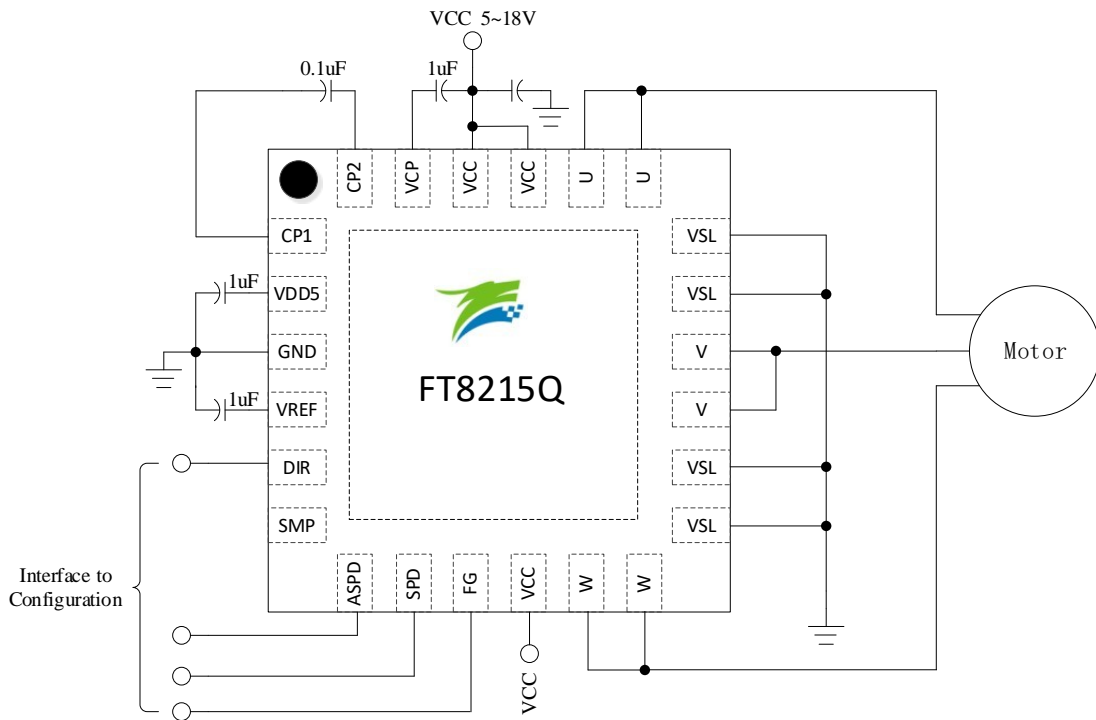 VCC 5~18V
0.1uF
1uF
CP2
VCP
VCC
VCC
U
U
CP1
VSL
1uF
VDD5
VSL
GND
V
Motor
FT8215Q
1uF
VREF
V
DIR
VSL
SMP
VSL
Interface to
Configuration
ASPD
SPD
FG
VCC
W
W
VCC